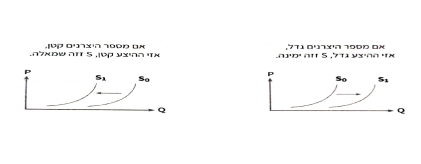 אם מספר היצרנים גדל,
אזי ההיצע גדל, S זזה ימינה.
P
S₀
S₁
Q
אם מספר היצרנים קטן,
אזי ההיצע קטן, S זזה שמאלה.
P
S₁
S₀
Q